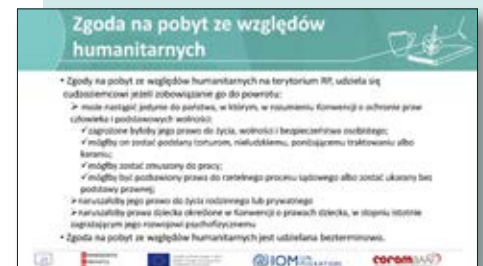 Zgoda na pobyt ze względów
humanitarnych
• Zgody na pobyt ze względów humanitarnych na terytorium RP, udziela się
cudzoziemcowi jeżeli zobowiązanie go do powrotu:
➢ może nastąpić jedynie do państwa, w którym, w rozumieniu Konwencji o ochronie praw
człowieka i podstawowych wolności:
✓zagrożone byłoby jego prawo do życia, wolności i bezpieczeństwa osobistego;
✓mógłby on zostać poddany torturom, nieludzkiemu, poniżającemu traktowaniu albo
karaniu;
✓mógłby zostać zmuszony do pracy;
✓mógłby być pozbawiony prawa do rzetelnego procesu sądowego albo zostać ukarany bez
podstawy prawnej;
➢naruszałoby jego prawo do życia rodzinnego lub prywatnego
➢naruszałoby prawa dziecka określone w Konwencji o prawach dziecka, w stopniu istotnie
zagrażającym jego rozwojowi psychofizycznemu
• Zgoda na pobyt ze względów humanitarnych jest udzielana bezterminowo.
IOM UN MIGRATION
coram BAAF